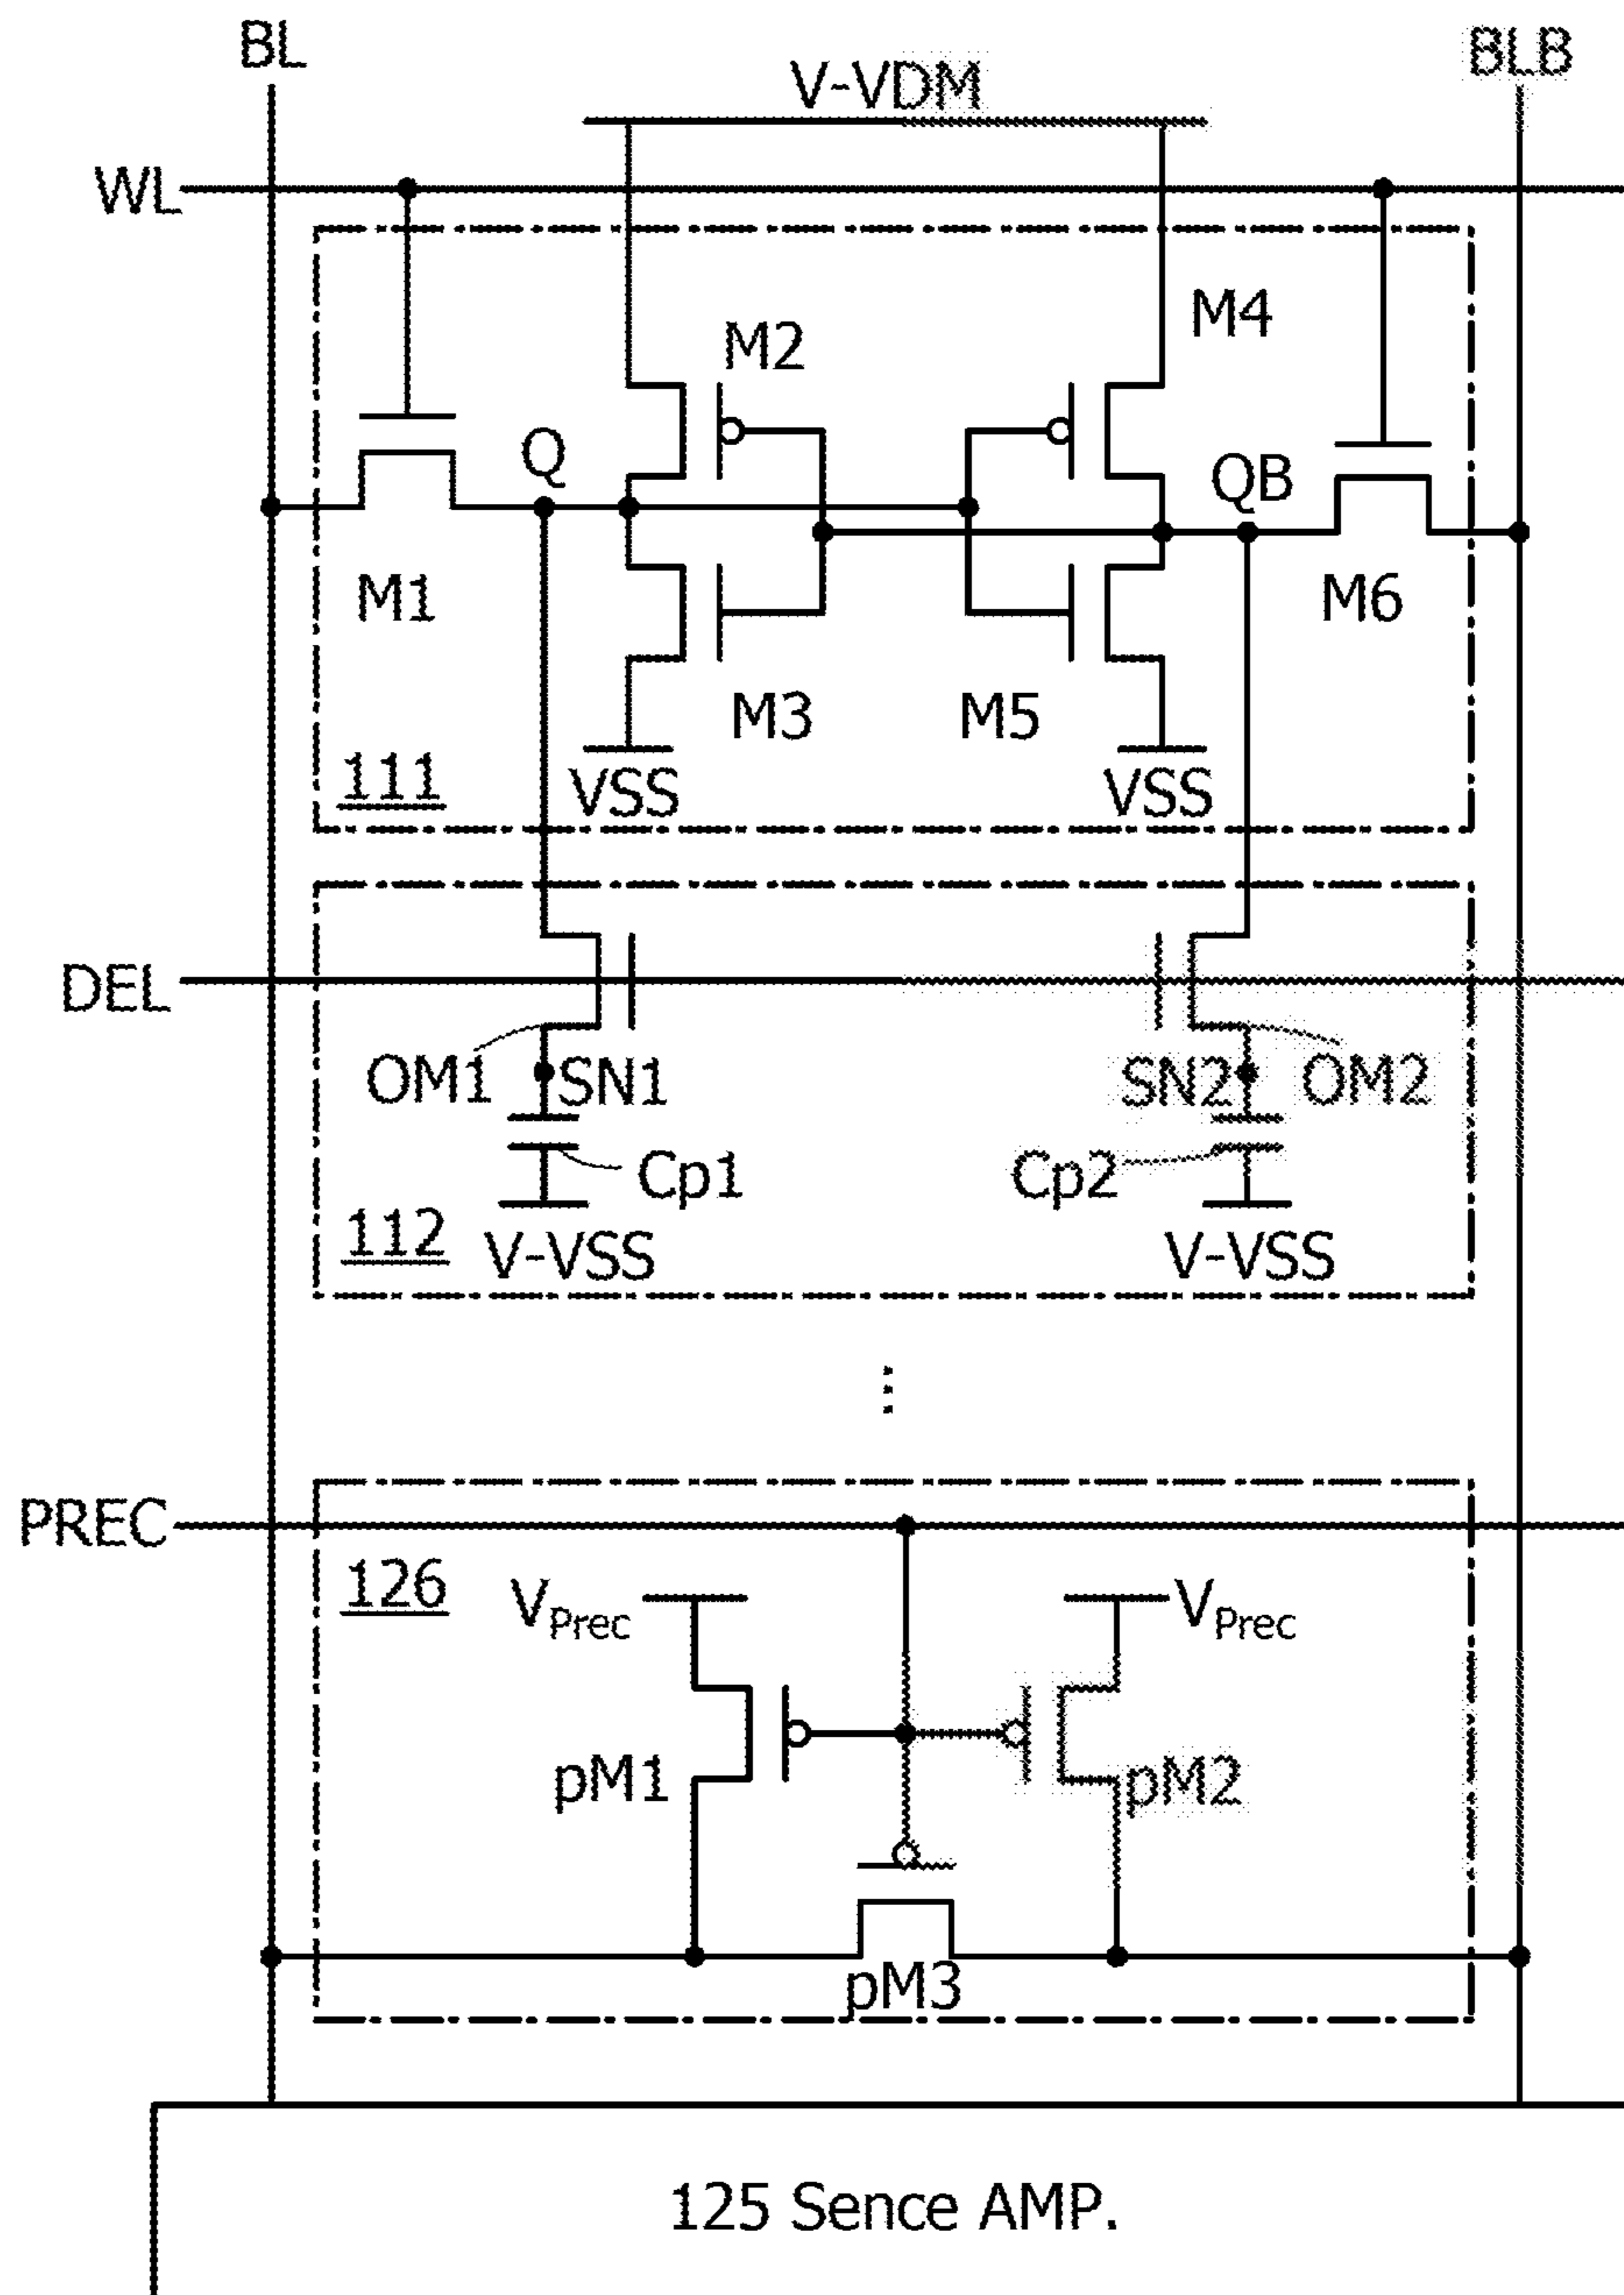 BL
BLB
V-VDM
WL
M4
M2
Q
QB
M1
M6
M3
M5
111
VSS
VSS
DEL
OM1
SN1
SN2
OM2
Cp1
Cp2
112
V-VSS
V-VSS
⋮
PREC
126
VPrec
VPrec
pM1
pM2
pM3
125 Sence AMP.